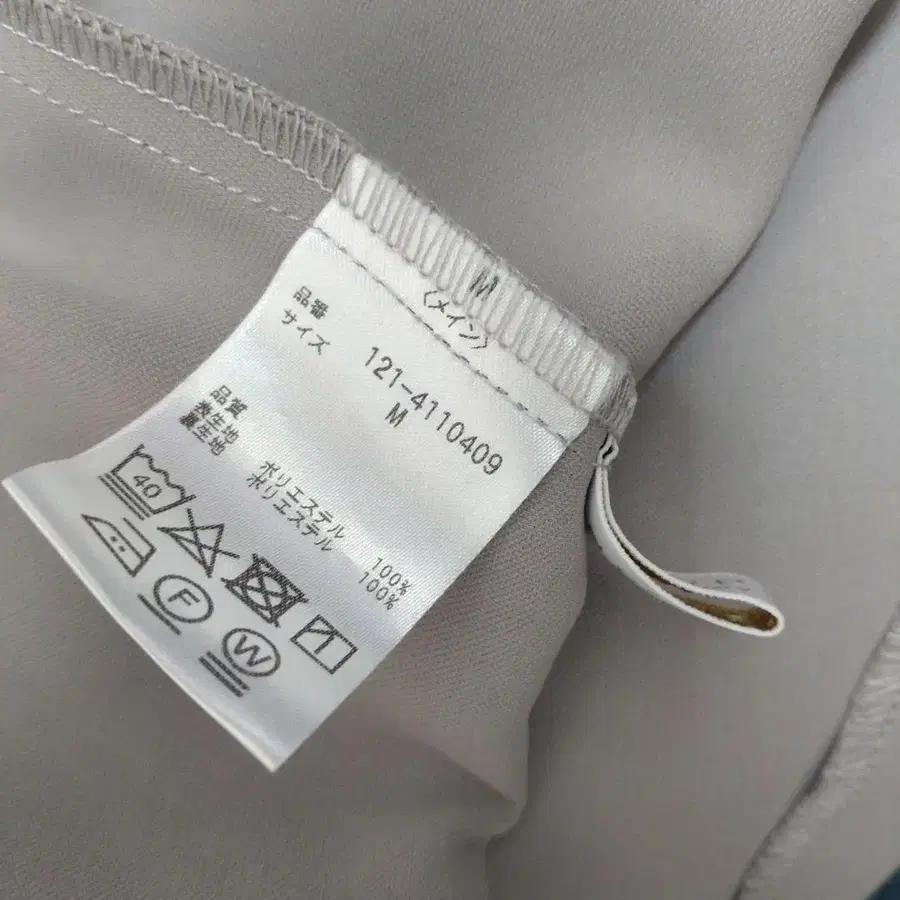 M
〈メイン〉
品番 121-4110409
サイズ M
品質
表生地 ポリエステル 100%
裏生地 ポリエステル 100%
40
F
W